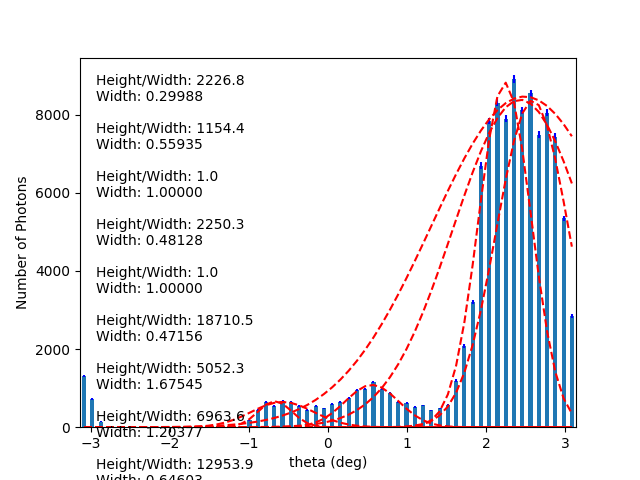 Height/Width: 2226.8
Width: 0.29988
Height/Width: 1154.4
Width: 0.55935
Height/Width: 1.0
Width: 1.00000
Height/Width: 2250.3
Width: 0.48128
Height/Width: 1.0
Width: 1.00000
Height/Width: 18710.5
Width: 0.47156
Height/Width: 5052.3
Width: 1.67545
Height/Width: 6963.6
Width: 1.20377
Height/Width: 12953.9
Width: 0.64603
8000
6000
4000
2000
0
Number of Photons
−3 −2 −1 0 1 2 3
theta (deg)